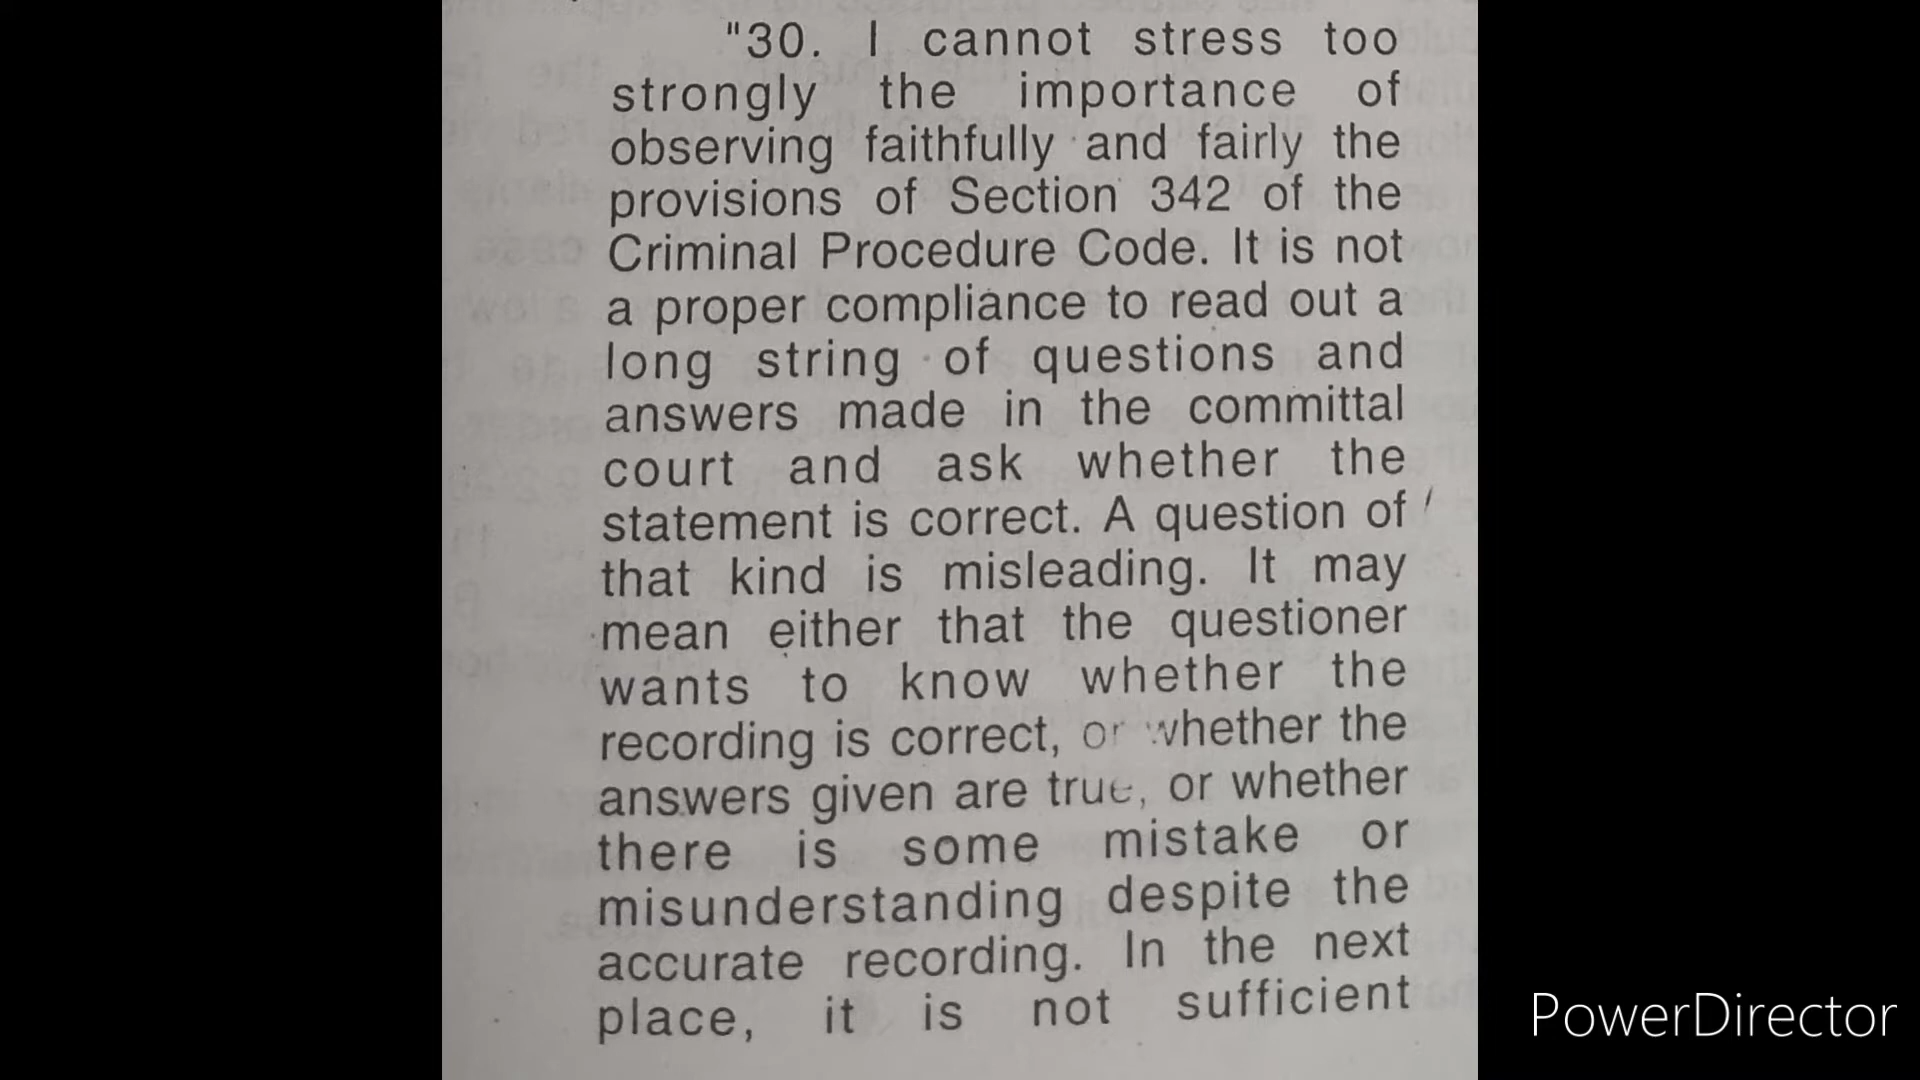 "30. I cannot stress too
strongly the importance of
observing faithfully and fairly the
provisions of Section 342 of the
Criminal Procedure Code. It is not
a proper compliance to read out a
long string of questions and
answers made in the committal
court and ask whether the
statement is correct. A question of
that kind is misleading. It may
mean either that the questioner
wants to know whether the
recording is correct, or whether the
answers given are true, or whether
there is some mistake or
misunderstanding despite the
accurate recording. In the next
place, it is not sufficient
PowerDirector